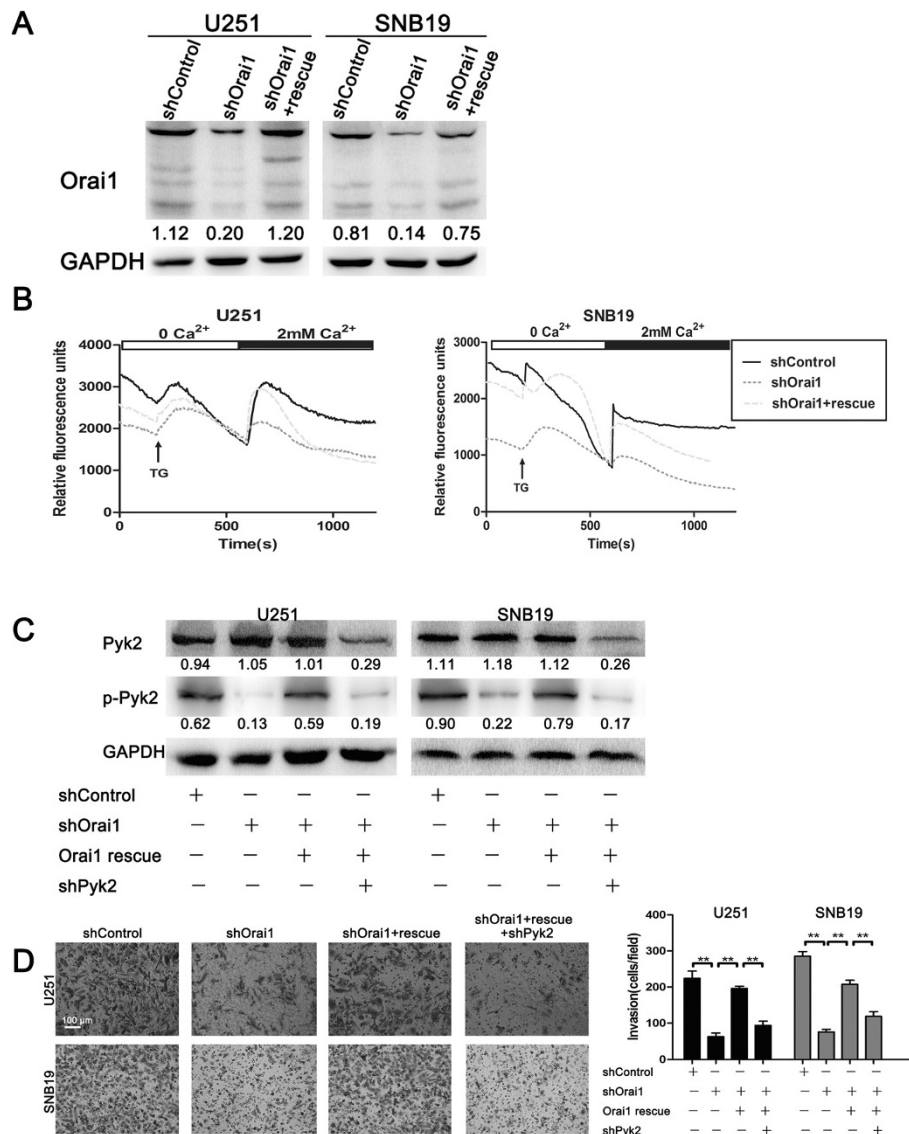 A
U251 SNB19
shControl shOrai1 shOrai1 +rescue shControl shOrai1 shOrai1 +rescue
Orai1
1.12 0.20 1.20 0.81 0.14 0.75
GAPDH
B
U251
0 Ca2+ 2mM Ca2+
Relative fluorescence units
4000
3000
2000
1000
0
TG
0 500 1000
Time(s)
SNB19
0 Ca2+ 2mM Ca2+
Relative fluorescence units
3000
2000
1000
0
TG
0 500 1000
Time(s)
shControl
shOrai1
shOrai1+rescue
C
U251 SNB19
Pyk2
0.94 1.05 1.01 0.29 1.11 1.18 1.12 0.26
p-Pyk2
0.62 0.13 0.59 0.19 0.90 0.22 0.79 0.17
GAPDH
shControl + − − − + − − −
shOrai1 − + + + − + + +
Orai1 rescue − − + + − − + +
shPyk2 − − − + − − − +
D
shControl shOrai1 shOrai1+rescue shOrai1+rescue
+shPyk2
U251
100 μm
SNB19
U251 SNB19
Invasion(cells/field)
400
300
200
100
0
** ** ** ** ** **
shControl + − − − + − − −
shOrai1 − + + + − + + +
Orai1 rescue − − + + − − + +
shPyk2 − − − + − − − +